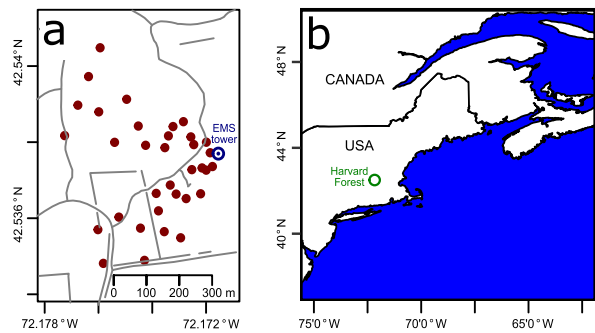 a
42.54° N
42.536° N
EMS
tower
0 100 200 300 m
72.178° W
72.172° W
b
48° N
44° N
40° N
CANADA
USA
Harvard
Forest
75°0 W
70°0 W
65°0 W